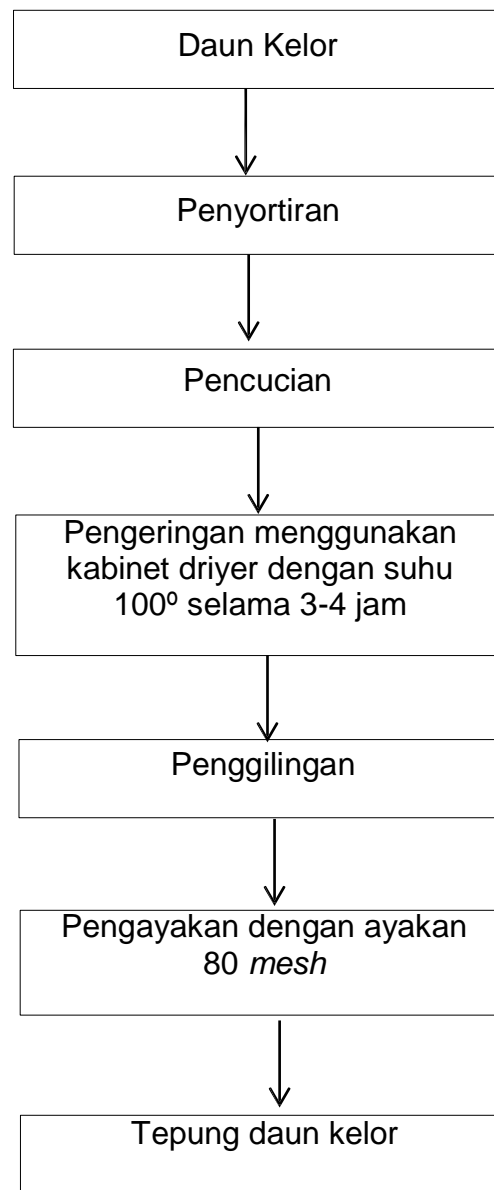 Daun Kelor
Penyortiran
Pencucian
Pengeringan menggunakan
kabinet driyer dengan suhu
100º selama 3-4 jam
Penggilingan
Pengayakan dengan ayakan
80 mesh
Tepung daun kelor